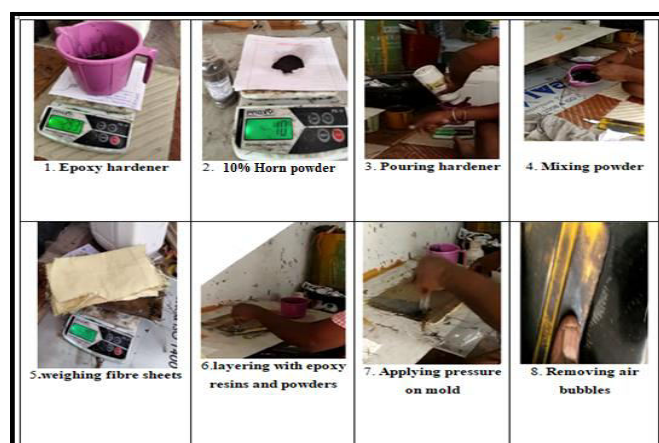 1. Epoxy hardener
2. 10% Horn powder
3. Pouring hardener
4. Mixing powder
5.weighing fibre sheets
6.layering with epoxy
resins and powders
7. Applying pressure
on mold
8. Removing air
bubbles